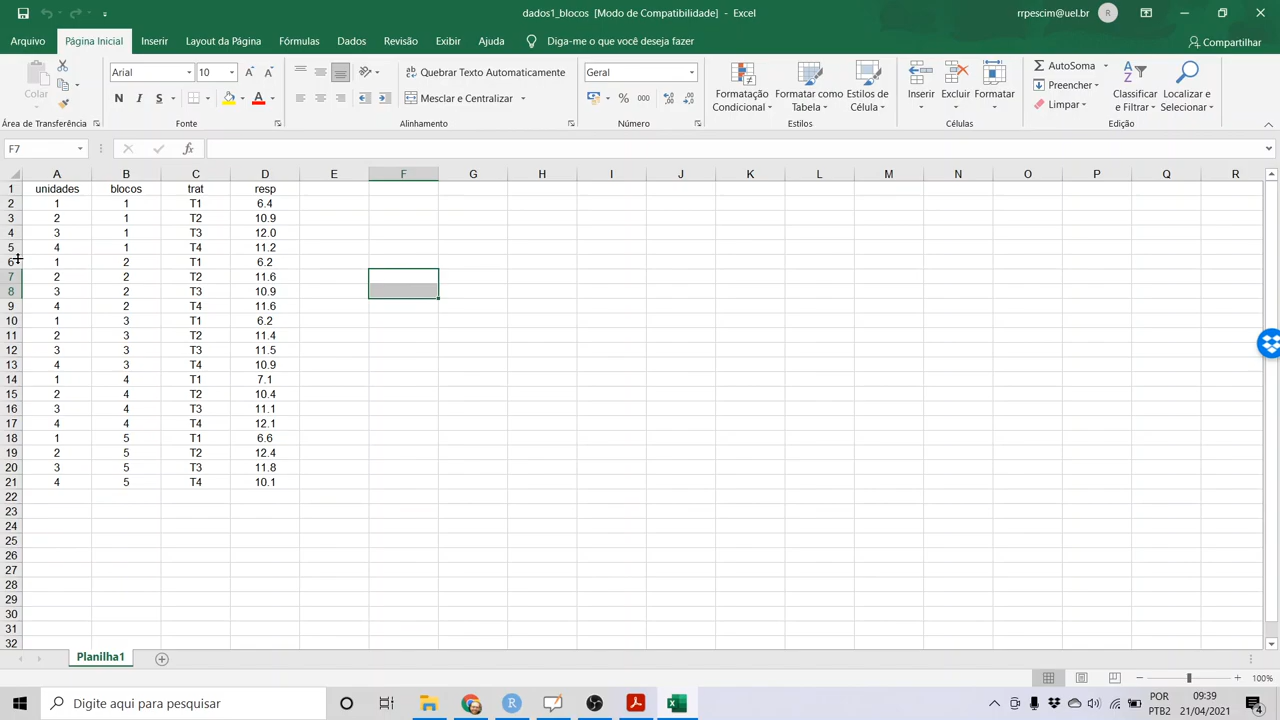 dados1_blocos [Modo de Compatibilidade] - Excel
rrpescim@uel.br R
Arquivo Página Inicial Inserir Layout da Página Fórmulas Dados Revisão Exibir Ajuda Diga-me o que você deseja fazer Compartilhar
Colar
Arial 10
Quebrar Texto Automaticamente
Geral
AutoSoma
Preencher
Limpar
N I S
Mesclar e Centralizar
% 000
Formatação Condicional
Formatar como Tabela
Estilos de Célula
Inserir Excluir Formatar
Classificar e Filtrar
Localizar e Selecionar
Área de Transferência Fonte Alinhamento Número Estilos Células Edição
F7 fx
A B C D E F G H I J K L M N O P Q R
1 unidades blocos trat resp
2 1 1 T1 6.4
3 2 1 T2 10.9
4 3 1 T3 12.0
5 4 1 T4 11.2
6 1 2 T1 6.2
7 2 2 T2 11.6
8 3 2 T3 10.9
9 4 2 T4 11.6
10 1 3 T1 6.2
11 2 3 T2 11.4
12 3 3 T3 11.5
13 4 3 T4 10.9
14 1 4 T1 7.1
15 2 4 T2 10.4
16 3 4 T3 11.1
17 4 4 T4 12.1
18 1 5 T1 6.6
19 2 5 T2 12.4
20 3 5 T3 11.8
21 4 5 T4 10.1
22
23
24
25
26
27
28
29
30
31
32
Planilha1
100%
Digite aqui para pesquisar
POR 09:39
PTB2 21/04/2021 4